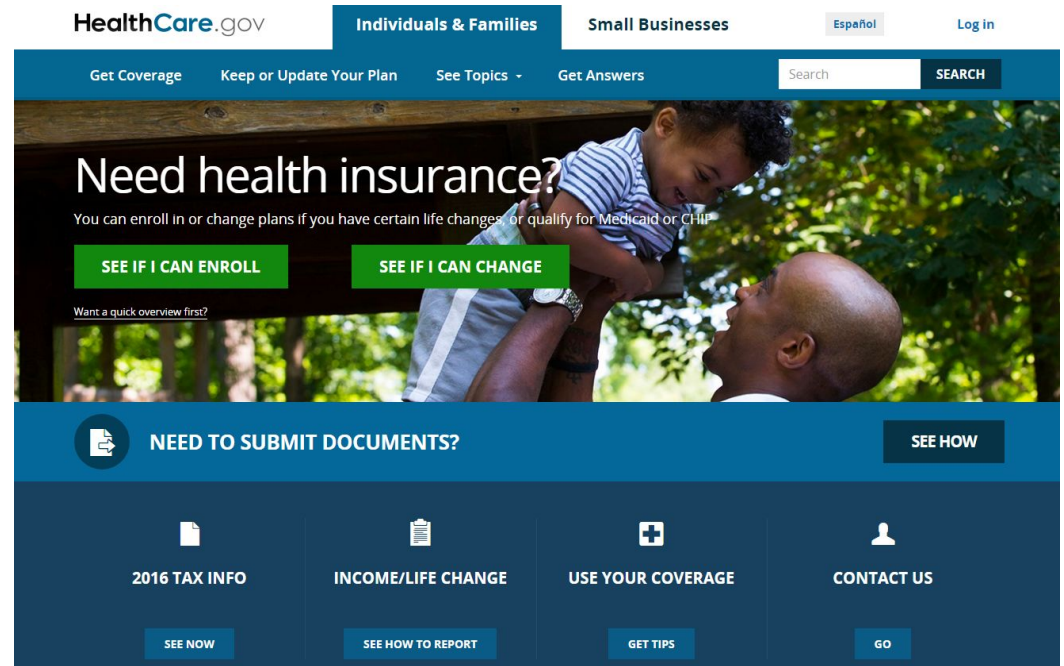 HealthCare.gov
Individuals & Families
Small Businesses
Español
Log in
Get Coverage
Keep or Update Your Plan
See Topics
Get Answers
Search
SEARCH
Need health insurance?
You can enroll in or change plans if you have certain life changes, or qualify for Medicaid or CHIP
SEE IF I CAN ENROLL
SEE IF I CAN CHANGE
Want a quick overview first?
NEED TO SUBMIT DOCUMENTS?
SEE HOW
2016 TAX INFO
INCOME/LIFE CHANGE
USE YOUR COVERAGE
CONTACT US
SEE NOW
SEE HOW TO REPORT
GET TIPS
GO